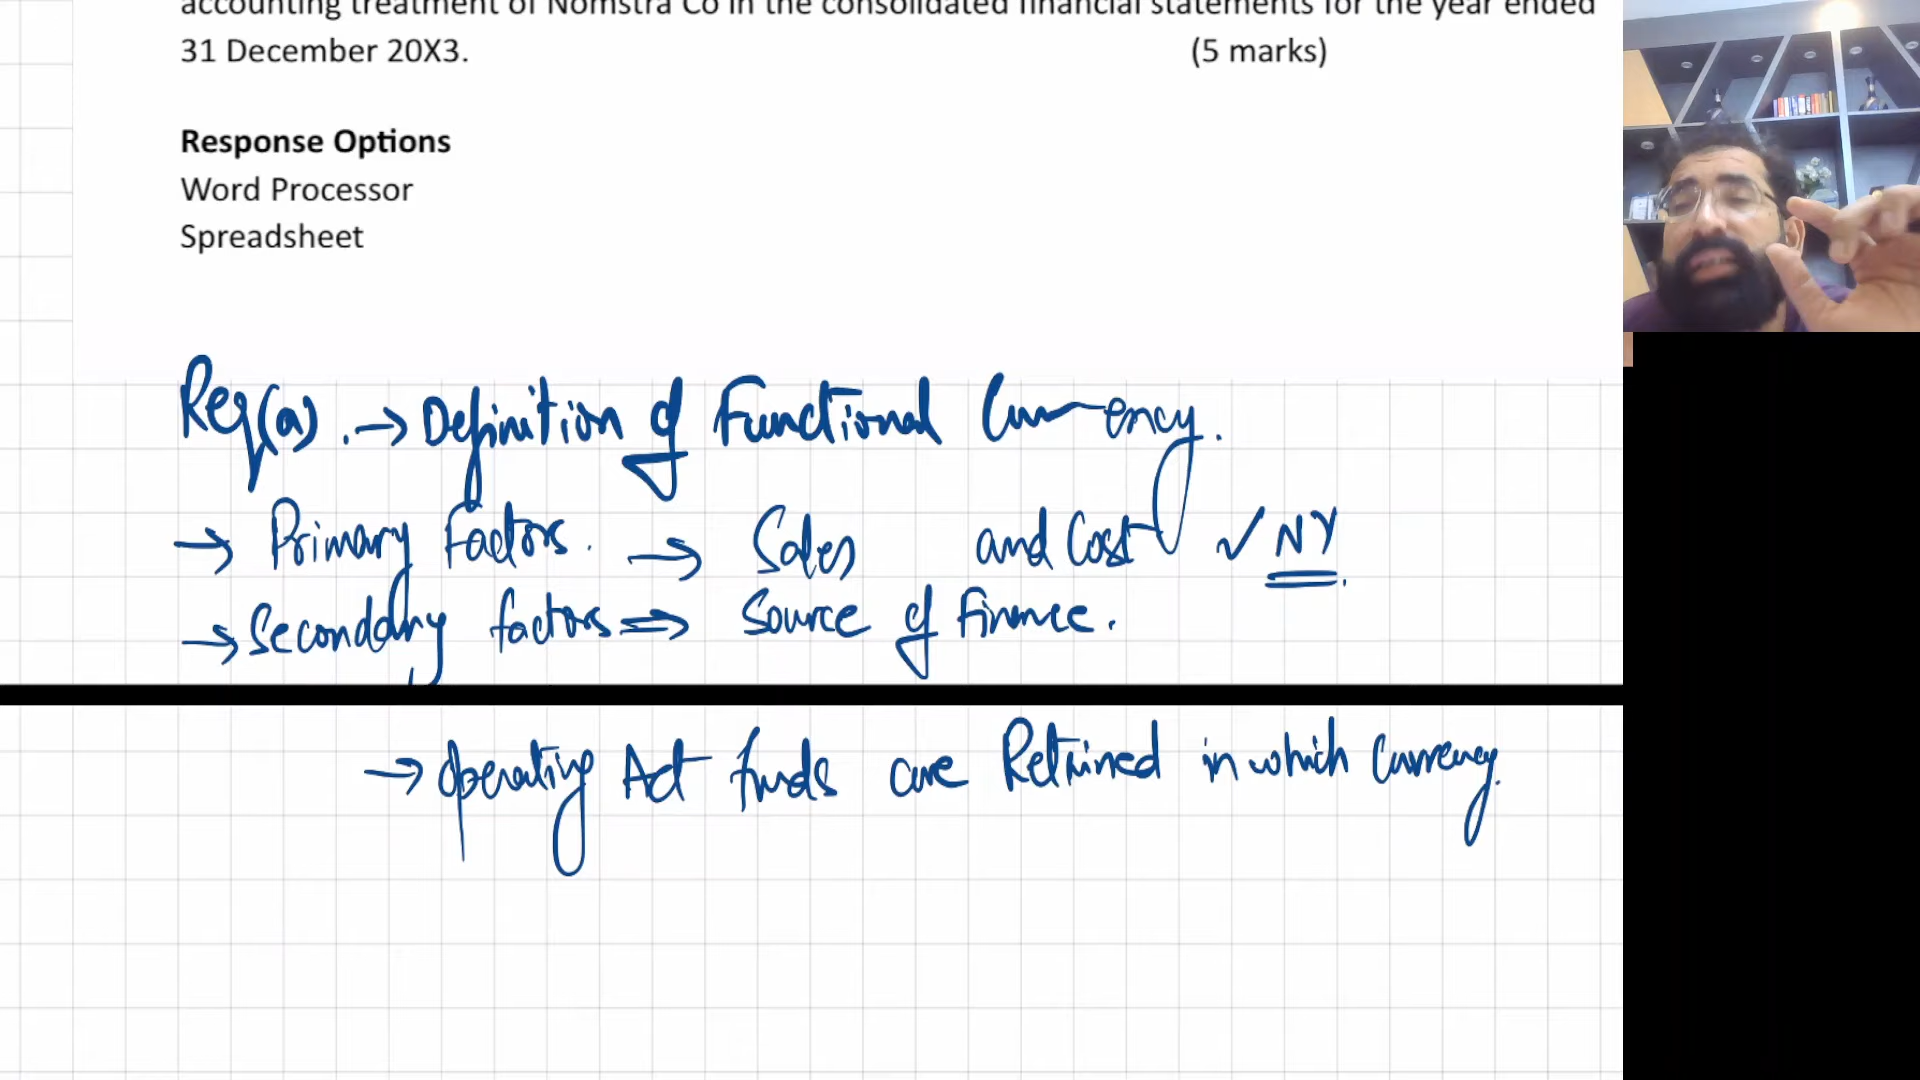 accounting treatment of Nomstra Co in the consolidated financial statements for the year ended
31 December 20X3. (5 marks)
Response Options
Word Processor
Spreadsheet
Req(a). → Definition of Functional Currency.
→ Primary Factors. → Sales and Cost ✓ NY.
→ Secondary factors ⇒ Source of Finance.
→ Operating Act funds are Retained in which Currency.